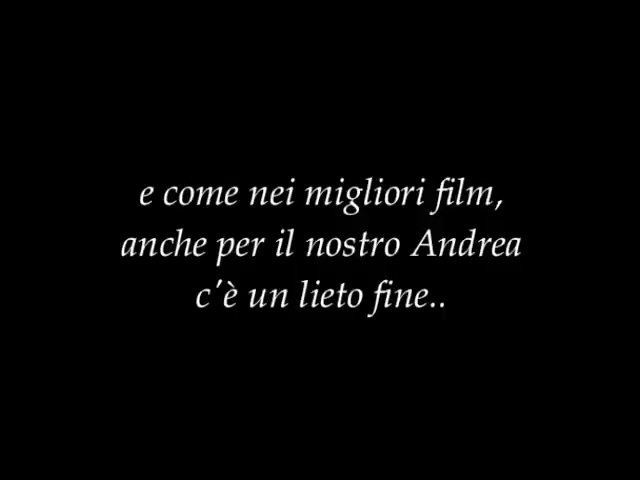 e come nei migliori film,
anche per il nostro Andrea
c'è un lieto fine..